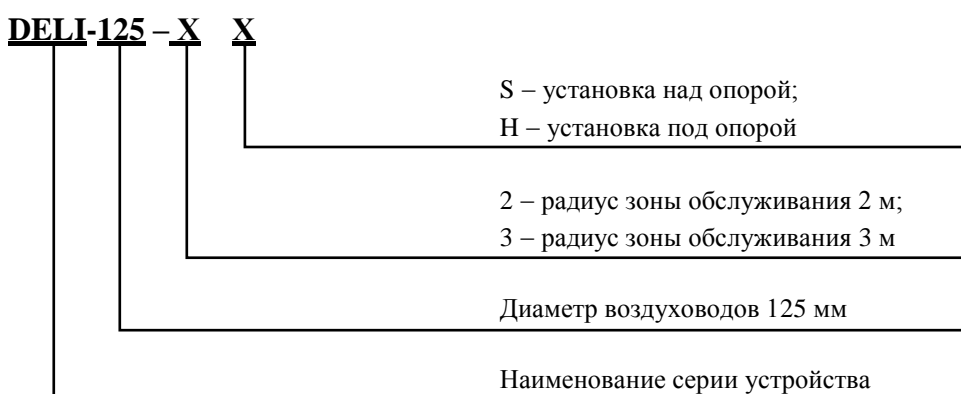 DELI-125 – X X
S – установка над опорой;
H – установка под опорой
2 – радиус зоны обслуживания 2 м;
3 – радиус зоны обслуживания 3 м
Диаметр воздуховодов 125 мм
Наименование серии устройства